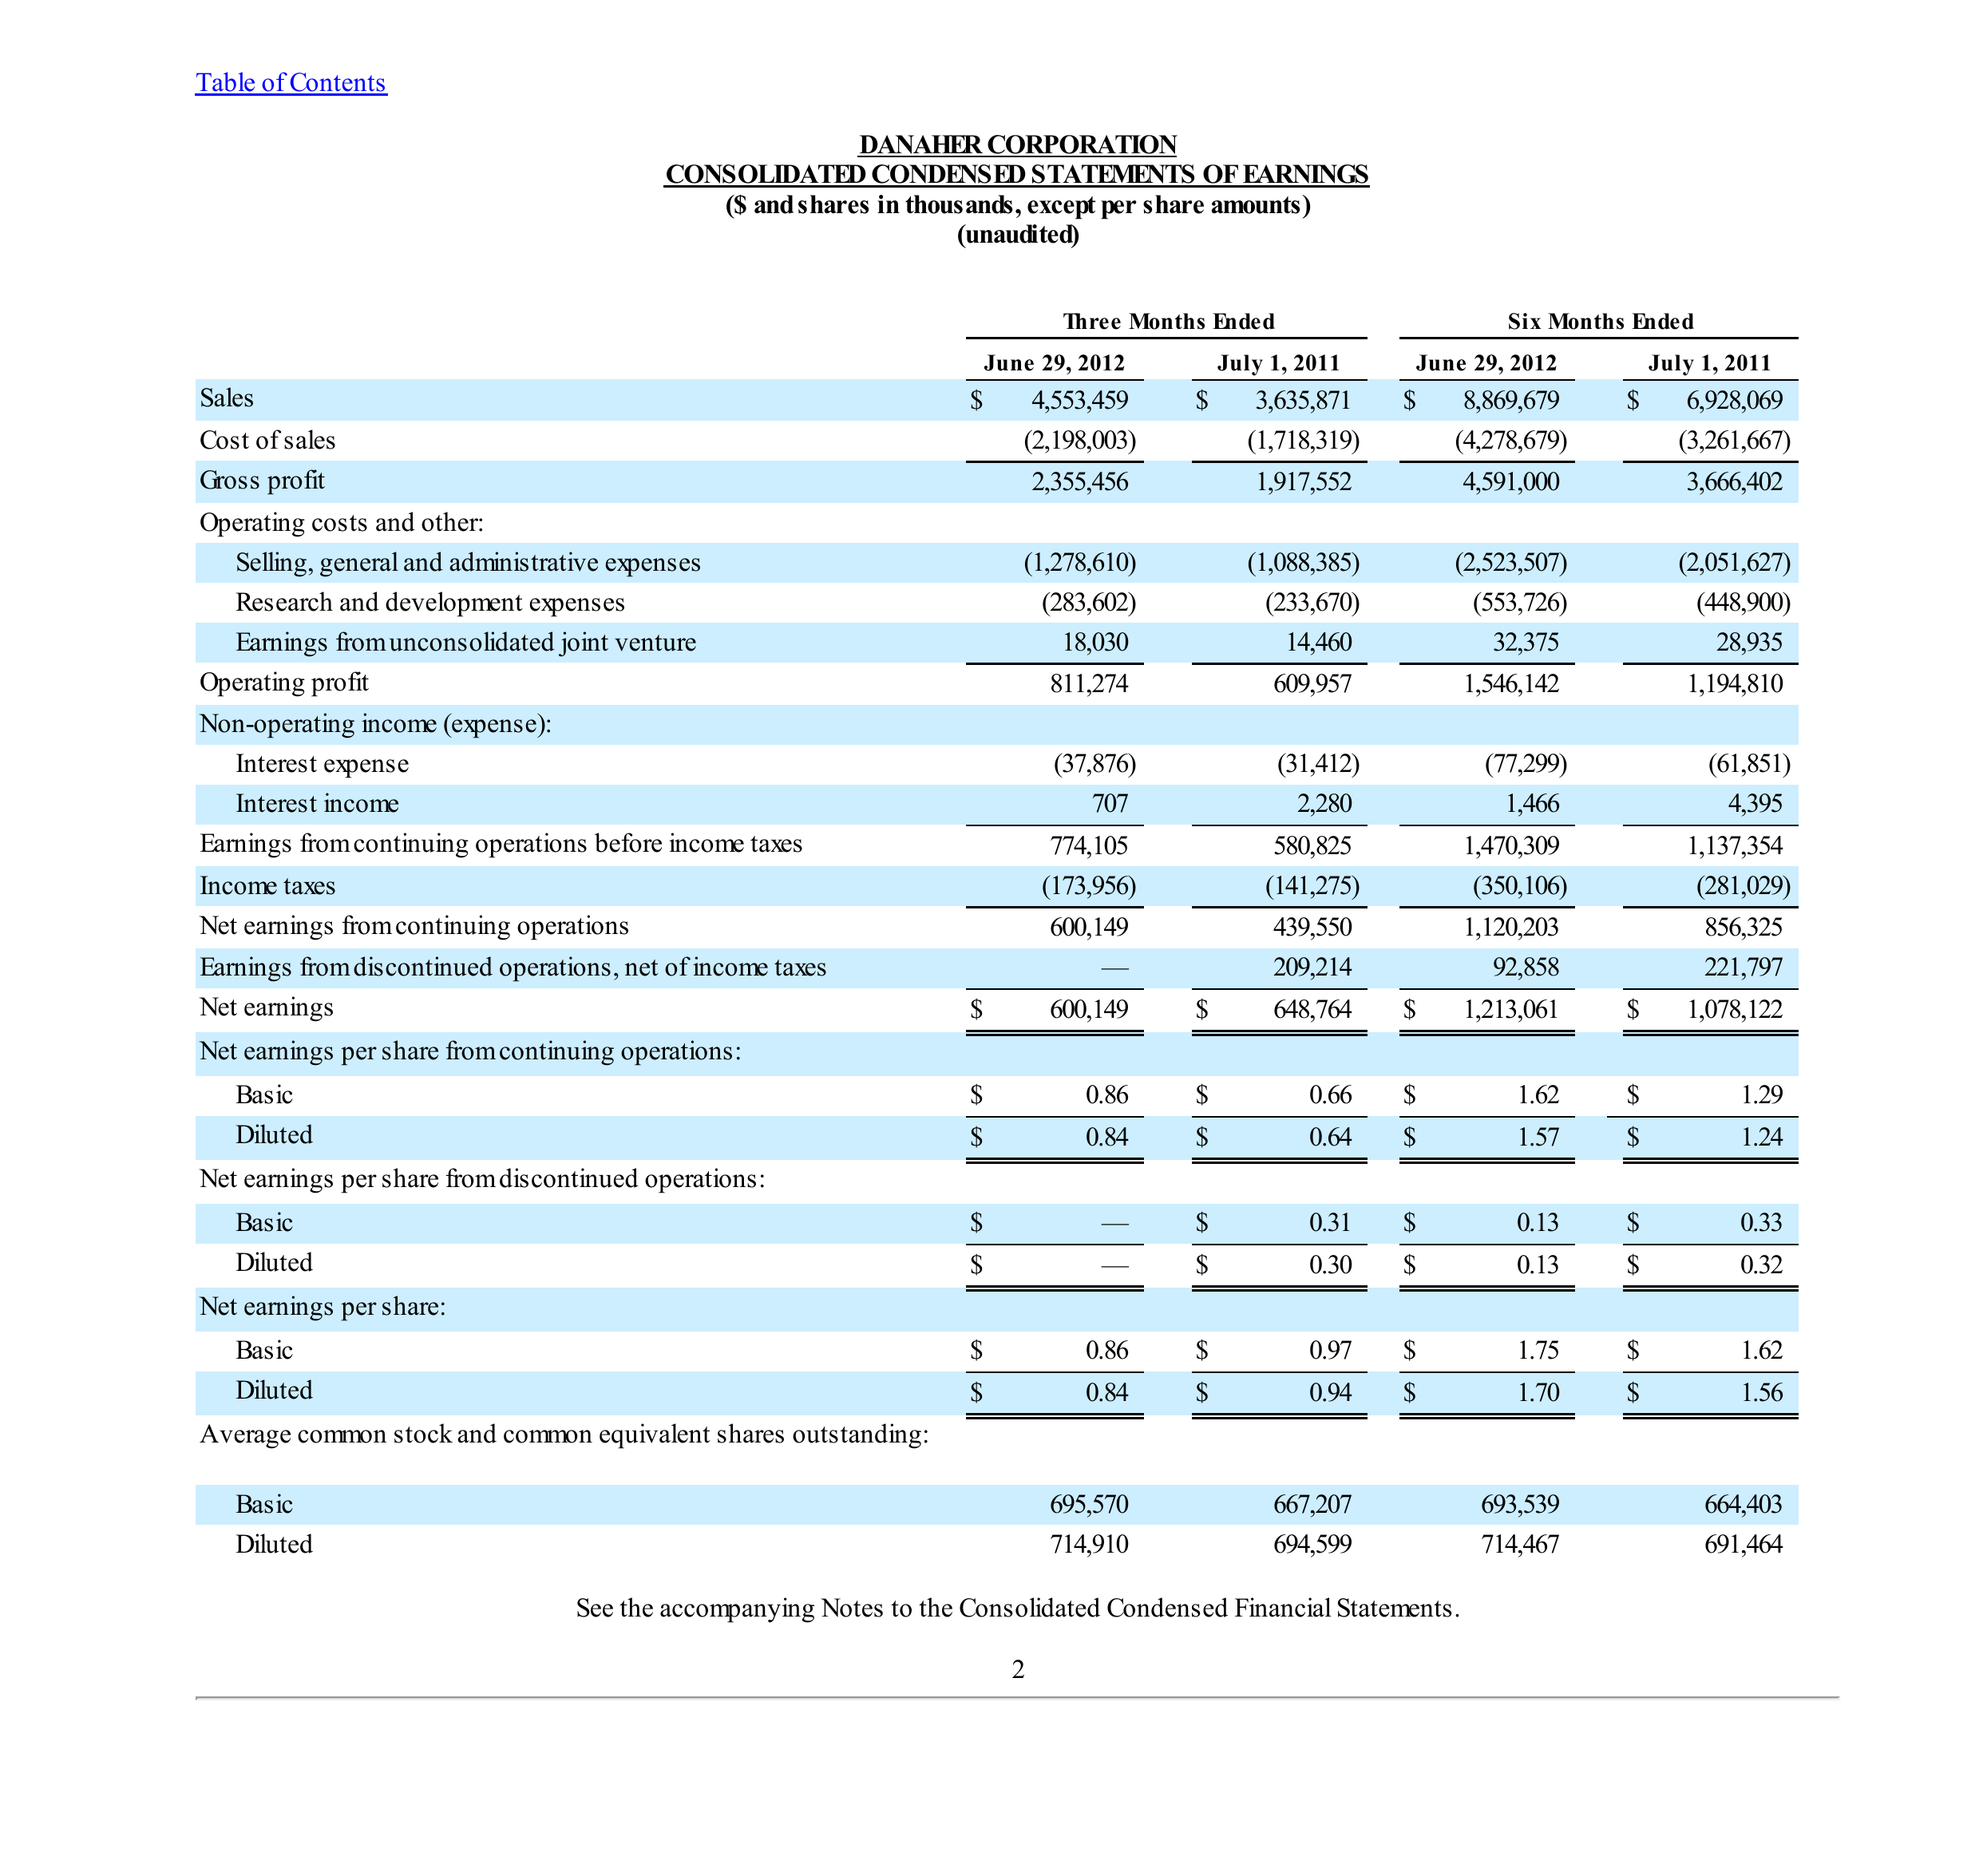 Table of Contents
DANAHER CORPORATION
CONSOLIDATED CONDENSED STATEMENTS OF EARNINGS
($ and shares in thousands, except per share amounts)
(unaudited)
Three Months Ended Six Months Ended
June 29, 2012 July 1, 2011 June 29, 2012 July 1, 2011
Sales $ 4,553,459 $ 3,635,871 $ 8,869,679 $ 6,928,069
Cost of sales (2,198,003) (1,718,319) (4,278,679) (3,261,667)
Gross profit 2,355,456 1,917,552 4,591,000 3,666,402
Operating costs and other:
Selling, general and administrative expenses (1,278,610) (1,088,385) (2,523,507) (2,051,627)
Research and development expenses (283,602) (233,670) (553,726) (448,900)
Earnings from unconsolidated joint venture 18,030 14,460 32,375 28,935
Operating profit 811,274 609,957 1,546,142 1,194,810
Non-operating income (expense):
Interest expense (37,876) (31,412) (77,299) (61,851)
Interest income 707 2,280 1,466 4,395
Earnings from continuing operations before income taxes 774,105 580,825 1,470,309 1,137,354
Income taxes (173,956) (141,275) (350,106) (281,029)
Net earnings from continuing operations 600,149 439,550 1,120,203 856,325
Earnings from discontinued operations, net of income taxes — 209,214 92,858 221,797
Net earnings $ 600,149 $ 648,764 $ 1,213,061 $ 1,078,122
Net earnings per share from continuing operations:
Basic $ 0.86 $ 0.66 $ 1.62 $ 1.29
Diluted $ 0.84 $ 0.64 $ 1.57 $ 1.24
Net earnings per share from discontinued operations:
Basic $ — $ 0.31 $ 0.13 $ 0.33
Diluted $ — $ 0.30 $ 0.13 $ 0.32
Net earnings per share:
Basic $ 0.86 $ 0.97 $ 1.75 $ 1.62
Diluted $ 0.84 $ 0.94 $ 1.70 $ 1.56
Average common stock and common equivalent shares outstanding:
Basic 695,570 667,207 693,539 664,403
Diluted 714,910 694,599 714,467 691,464
See the accompanying Notes to the Consolidated Condensed Financial Statements.
2